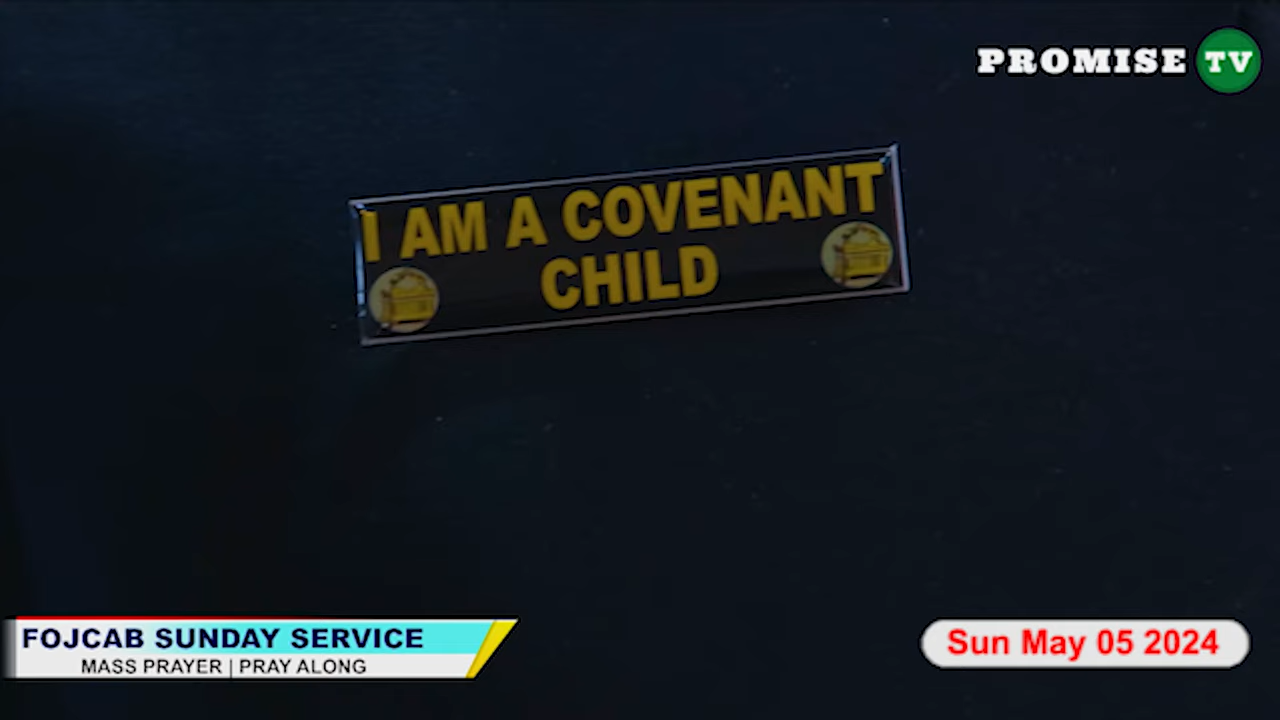 PROMISE TV
I AM A COVENANT
CHILD
FOJCAB SUNDAY SERVICE
MASS PRAYER | PRAY ALONG
Sun May 05 2024